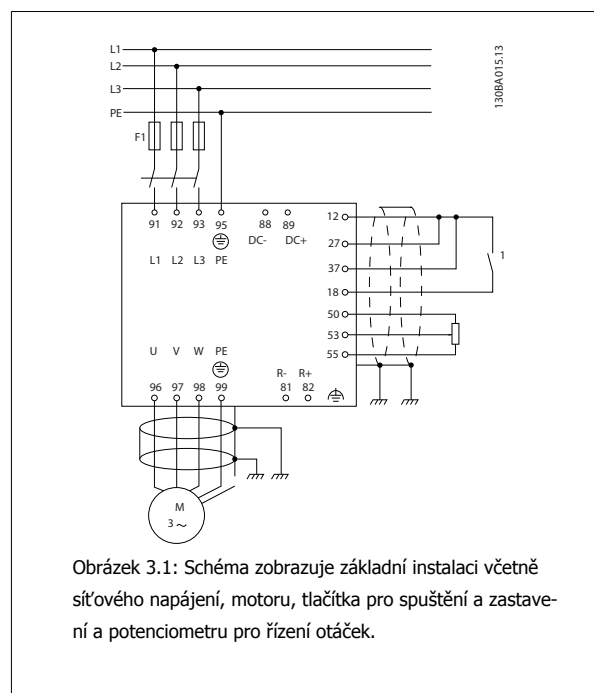 L1
L2
L3
PE
F1
130BA015.13
91 92 93 95 88 89
DC- DC+
L1 L2 L3 PE
12
27
37
18
50
53
55
1
U V W PE
R- R+
96 97 98 99 81 82
M
3 ~
Obrázek 3.1: Schéma zobrazuje základní instalaci včetně
síťového napájení, motoru, tlačítka pro spuštění a zastave-
ní a potenciometru pro řízení otáček.